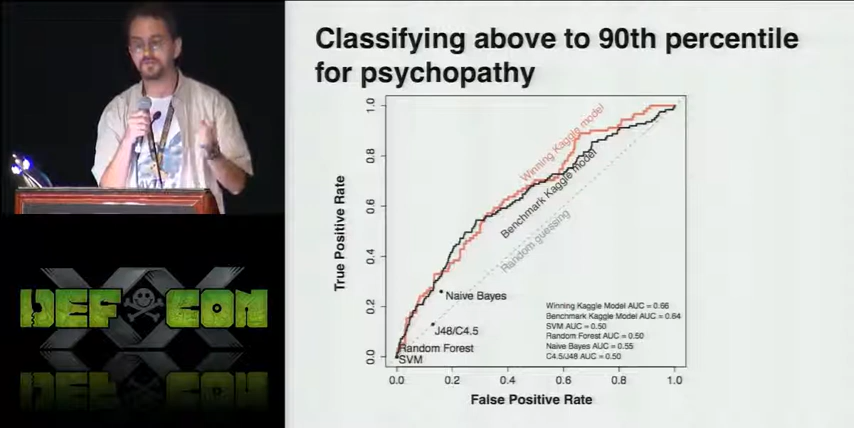 Classifying above to 90th percentile
for psychopathy
Winning Kaggle model
Benchmark Kaggle model
Random guessing
Naive Bayes
J48/C4.5
Random Forest
SVM
Winning Kaggle Model AUC = 0.66
Benchmark Kaggle Model AUC = 0.64
SVM AUC = 0.50
Random Forest AUC = 0.50
Naive Bayes AUC = 0.55
C4.5/J48 AUC = 0.50
True Positive Rate
1.0
0.8
0.6
0.4
0.2
0.0
0.0 0.2 0.4 0.6 0.8 1.0
False Positive Rate
XX
DEF CON